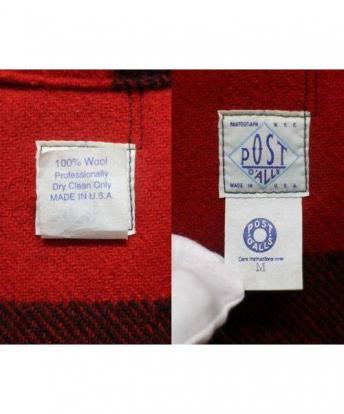 100% Wool
Professionally
Dry Clean Only
MADE IN U.S.A.
N.Y.C.
POST
O'ALLS
MADE IN U.S.A.
POST
O'ALLS
Care Instructions over
M